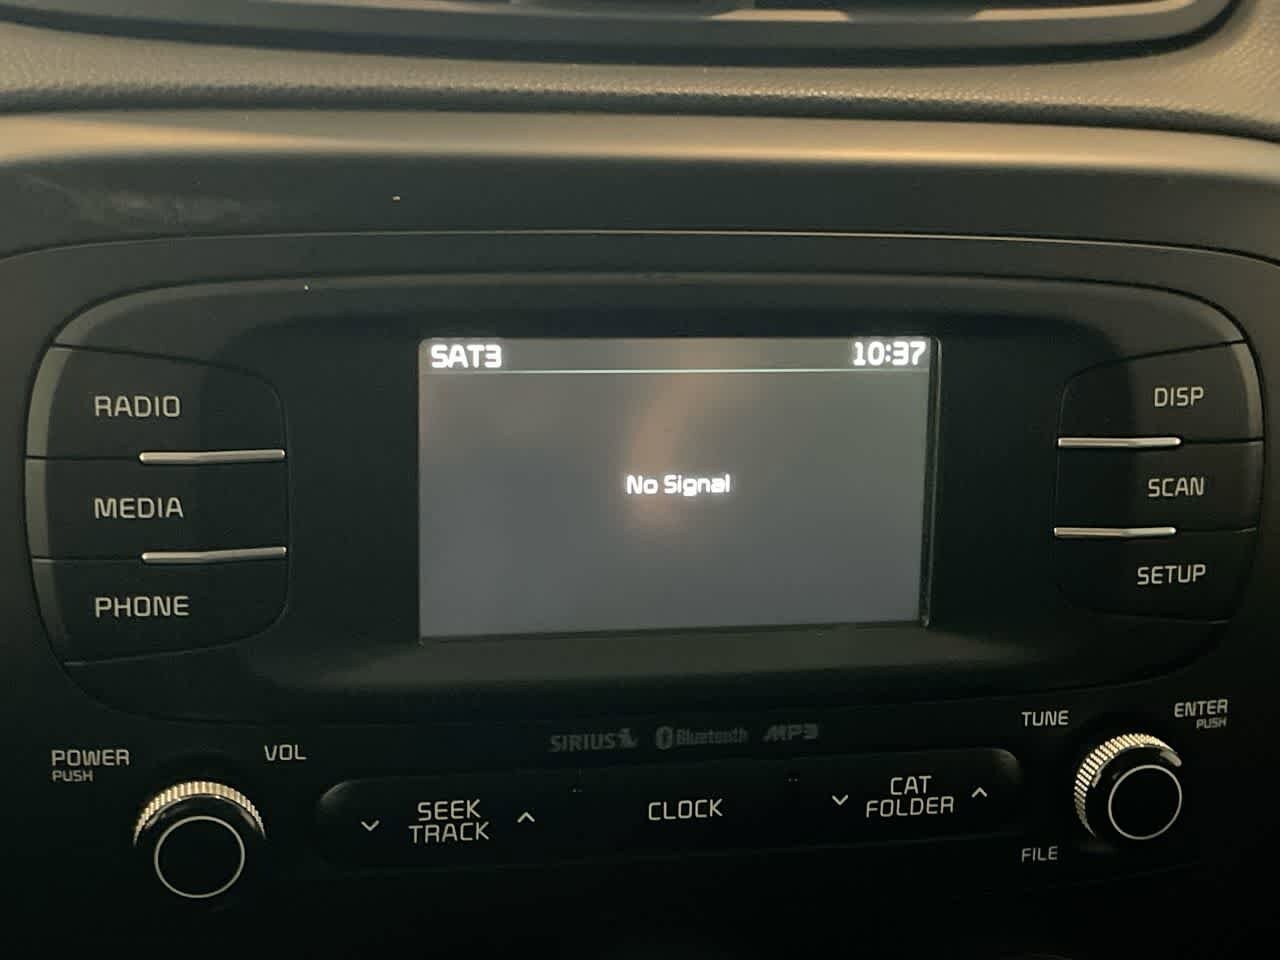 SAT3 10:37
No Signal
RADIO
MEDIA
PHONE
DISP
SCAN
SETUP
POWER
PUSH
VOL
SIRIUS Bluetooth MP3
SEEK
TRACK
CLOCK
CAT
FOLDER
TUNE
ENTER
PUSH
FILE